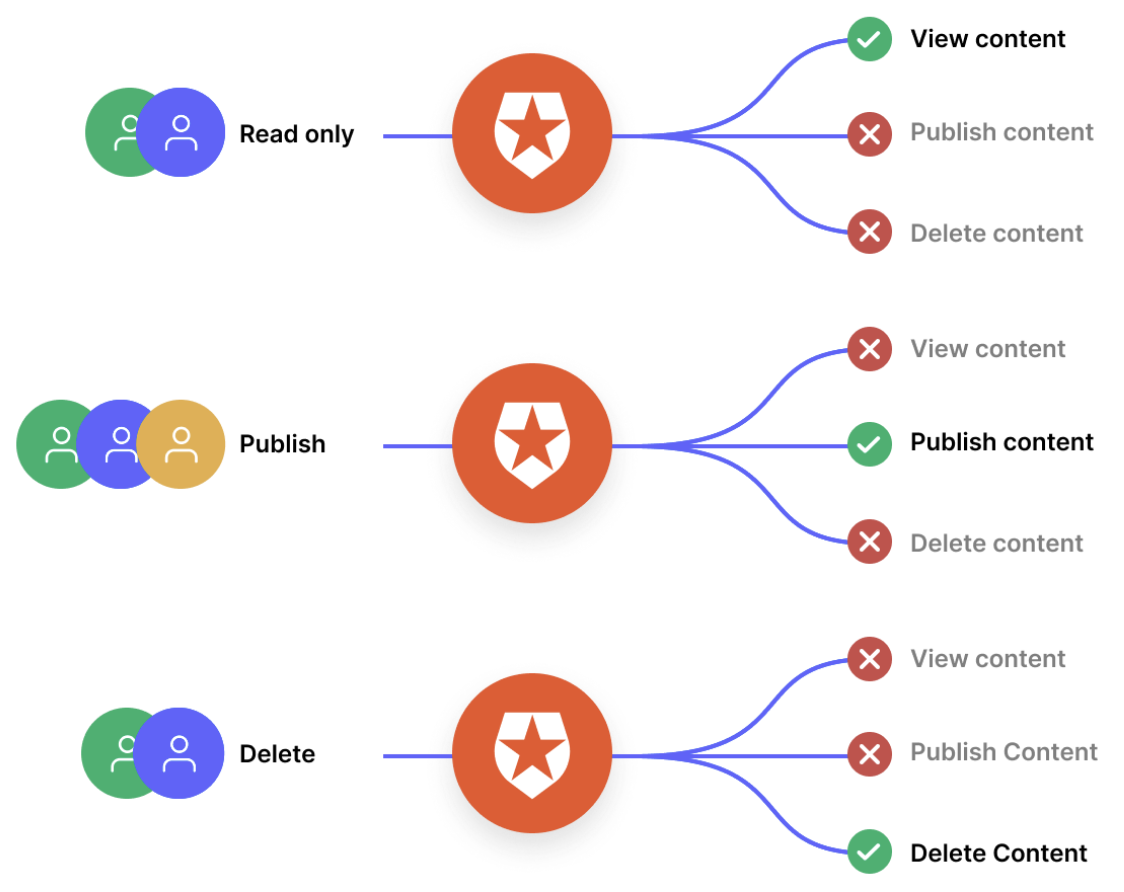 View content
Read only
Publish content
Delete content
View content
Publish
Publish content
Delete content
View content
Delete
Publish Content
Delete Content